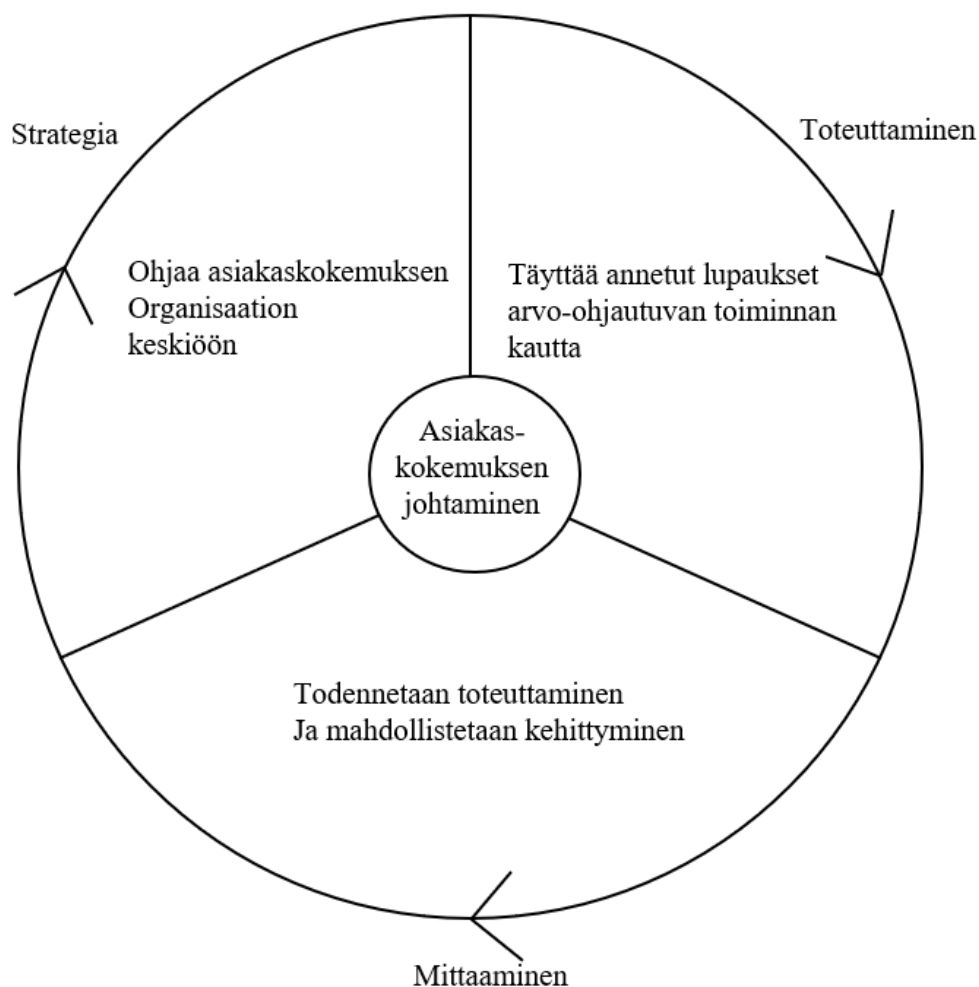 Strategia
Toteuttaminen
Ohjaa asiakaskokemuksen
Organisaation
keskiöön
Täyttää annetut lupaukset
arvo-ohjautuvan toiminnan
kautta
Asiakas-
kokemuksen
johtaminen
Todennetaan toteuttaminen
Ja mahdollistetaan kehittyminen
Mittaaminen